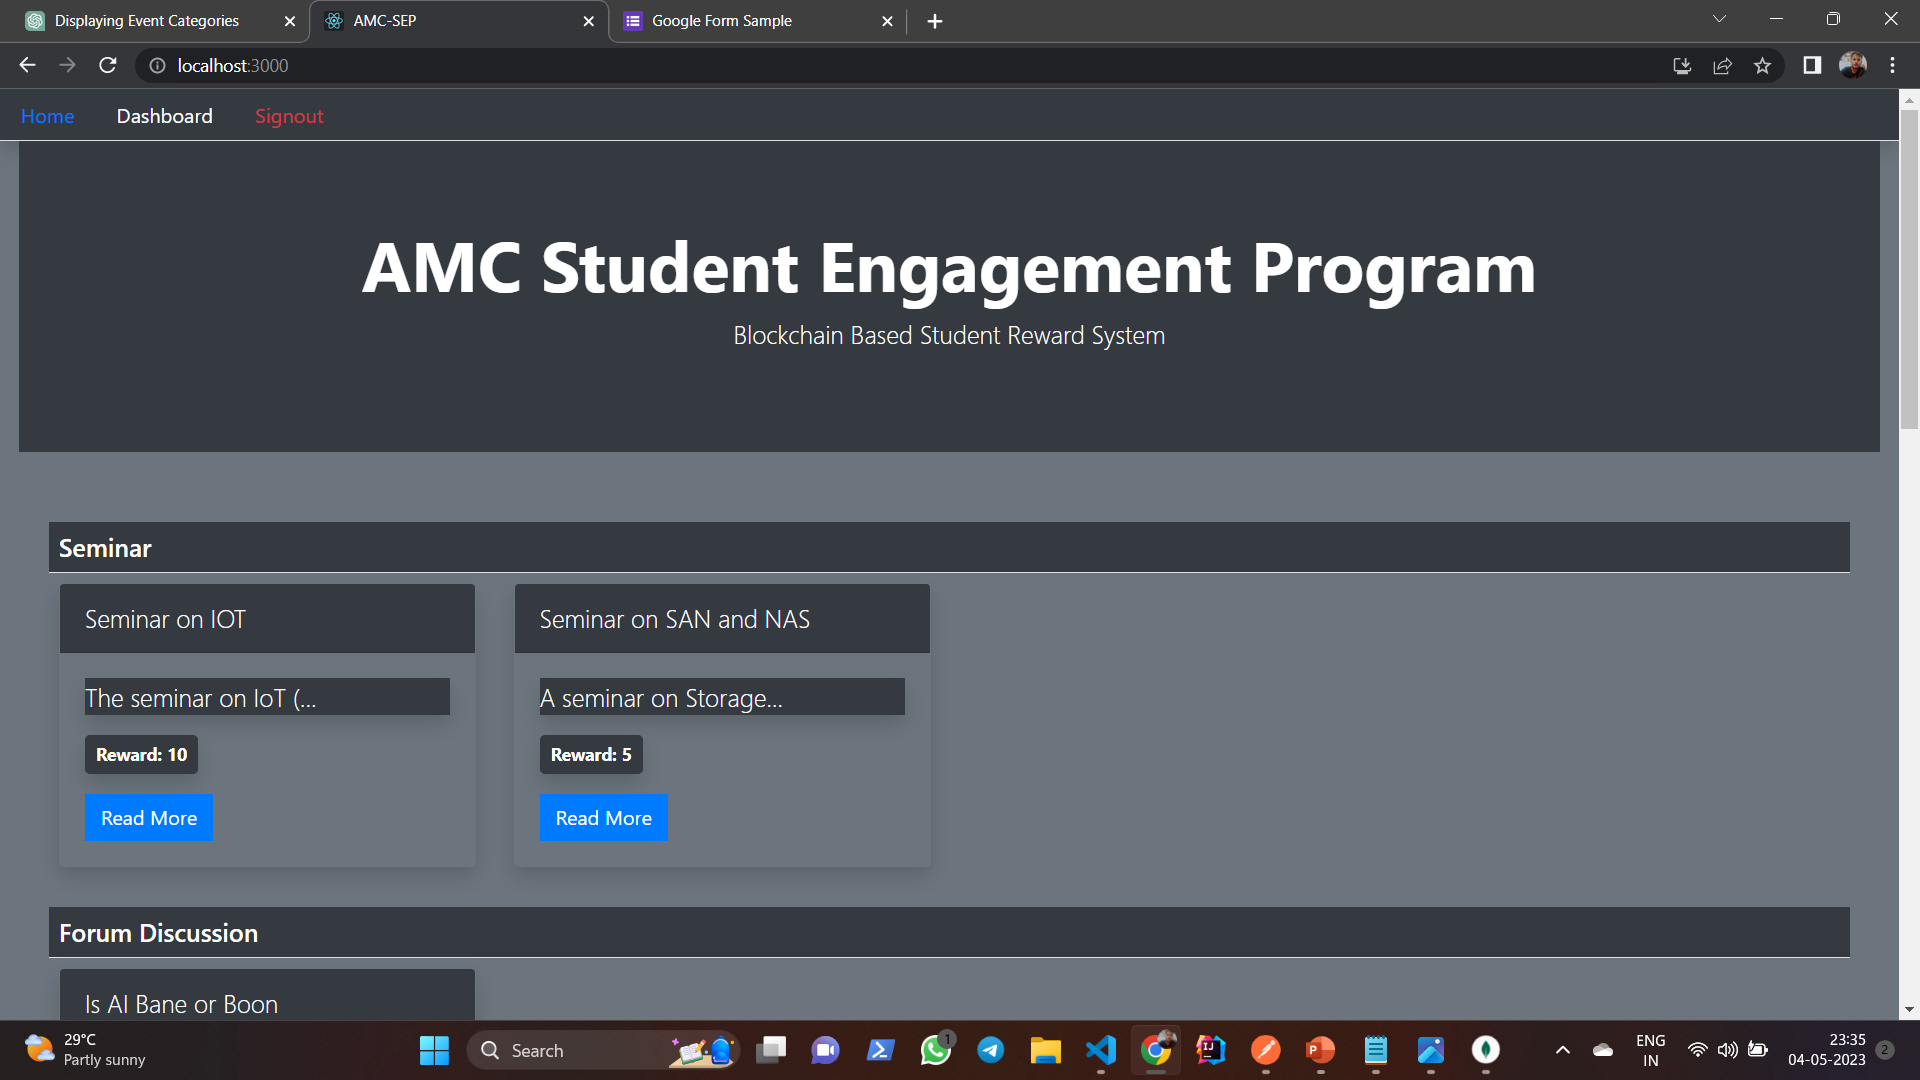 Displaying Event Categories
AMC-SEP
Google Form Sample
localhost:3000
Home Dashboard Signout
AMC Student Engagement Program
Blockchain Based Student Reward System
Seminar
Seminar on IOT
The seminar on IoT (...
Reward: 10
Read More
Seminar on SAN and NAS
A seminar on Storage...
Reward: 5
Read More
Forum Discussion
Is AI Bane or Boon
29°C
Partly sunny
Search
1
IJ
P
ENG
IN
23:35
04-05-2023
2